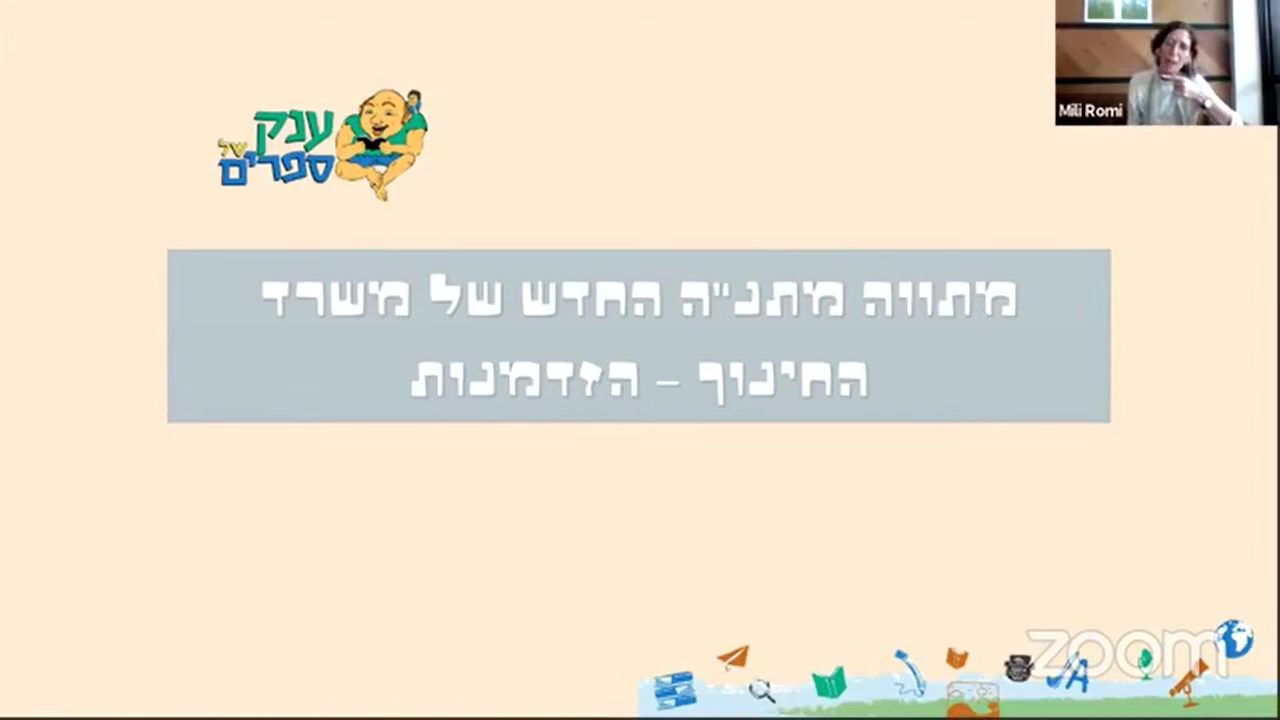 Mili Romi
ענק
של
ספרים
מתווה מתנ"ה החדש של משרד
החינוך – הזדמנות
zoom
A